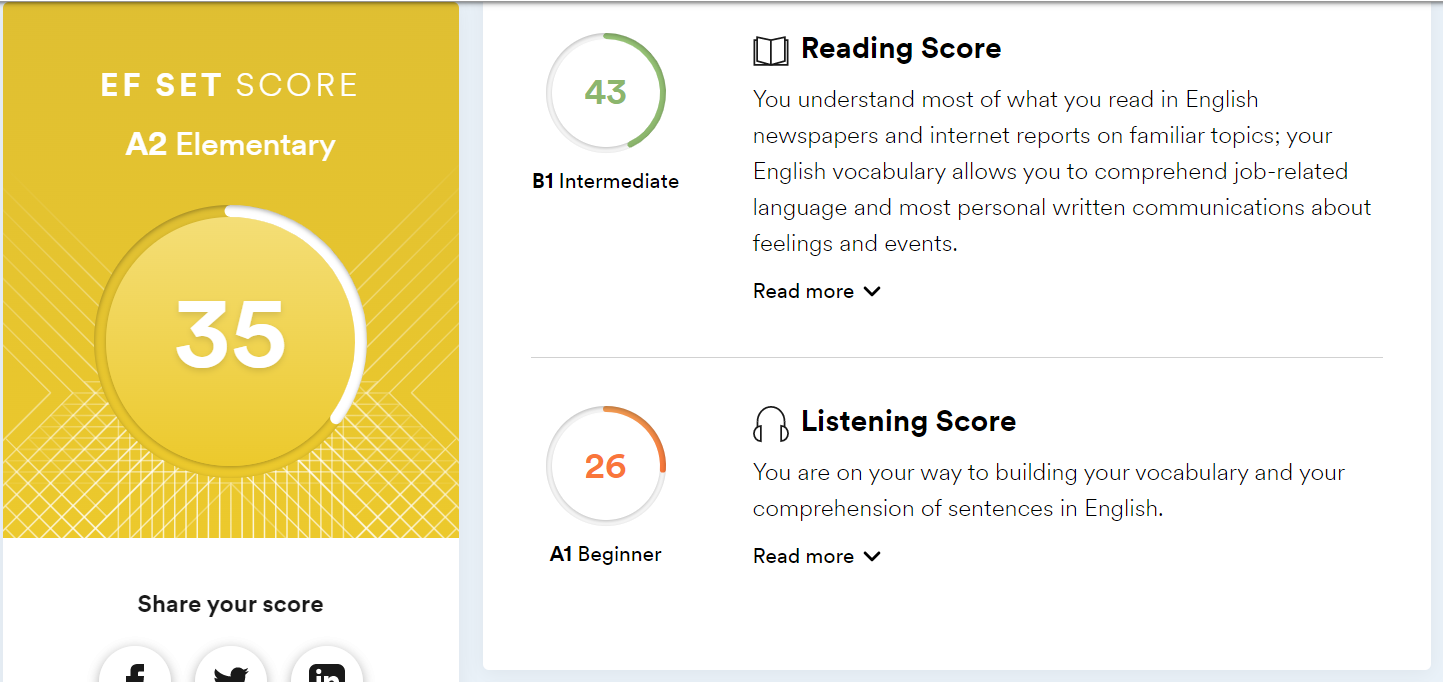 EF SET SCORE
A2 Elementary
35
Share your score
43
B1 Intermediate
Reading Score
You understand most of what you read in English
newspapers and internet reports on familiar topics; your
English vocabulary allows you to comprehend job-related
language and most personal written communications about
feelings and events.
Read more
26
A1 Beginner
Listening Score
You are on your way to building your vocabulary and your
comprehension of sentences in English.
Read more